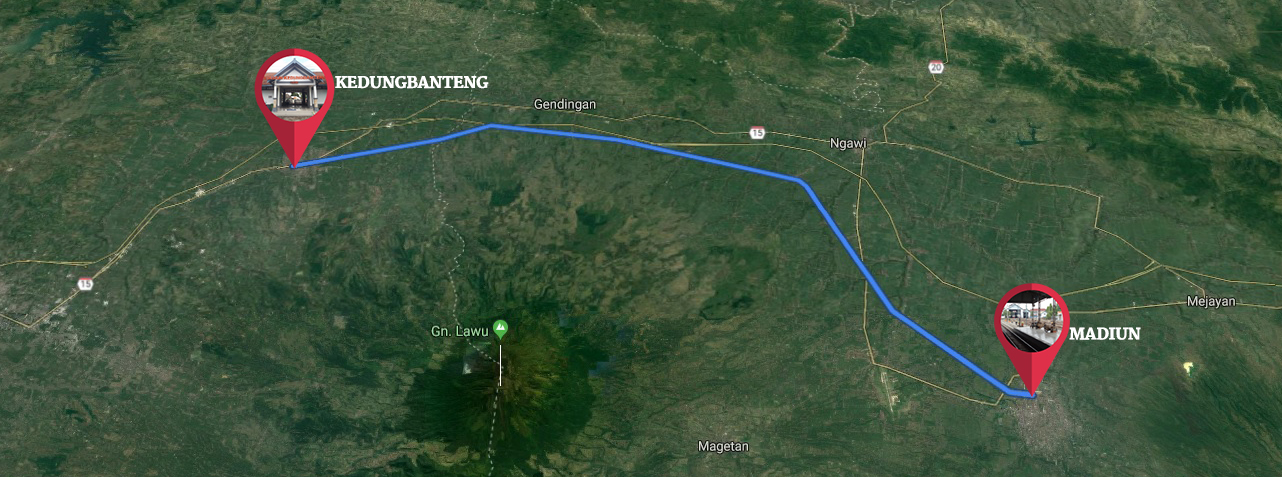 KEDUNGBANTENG
Gendingan
20
15
Ngawi
15
Mejayan
Gn. Lawu
MADIUN
Magetan